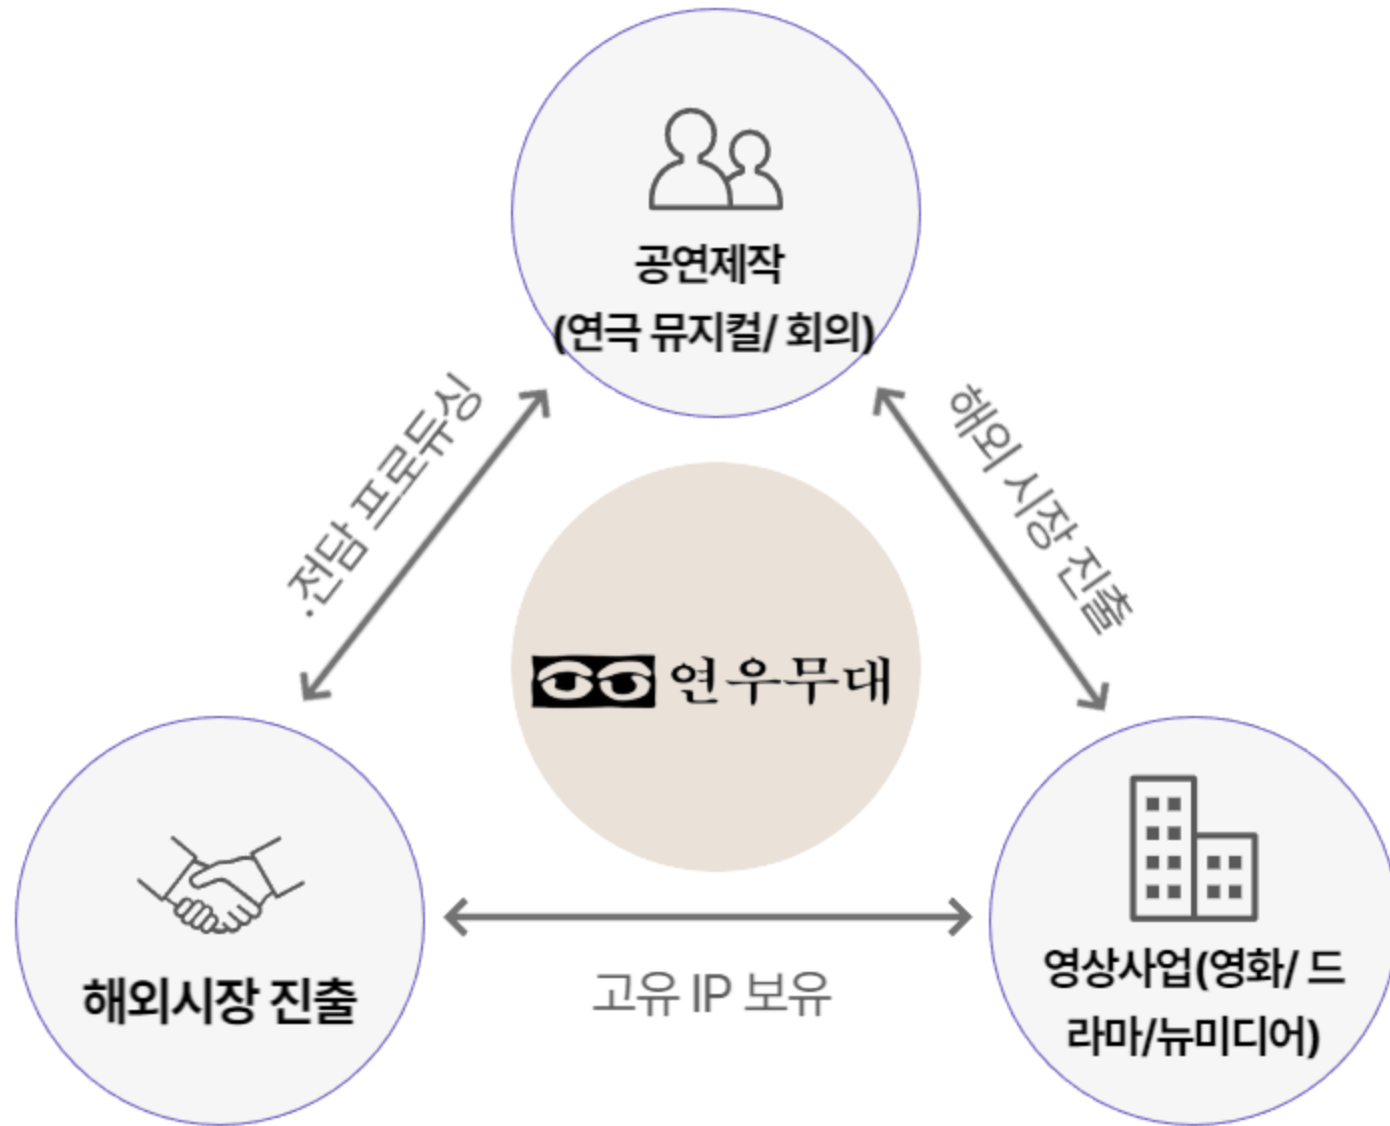 공연제작
(연극 뮤지컬/ 회의)
.전담 프로듀싱
해외 시장 진출
연우무대
해외시장 진출
고유 IP 보유
영상사업(영화/ 드
라마/뉴미디어)